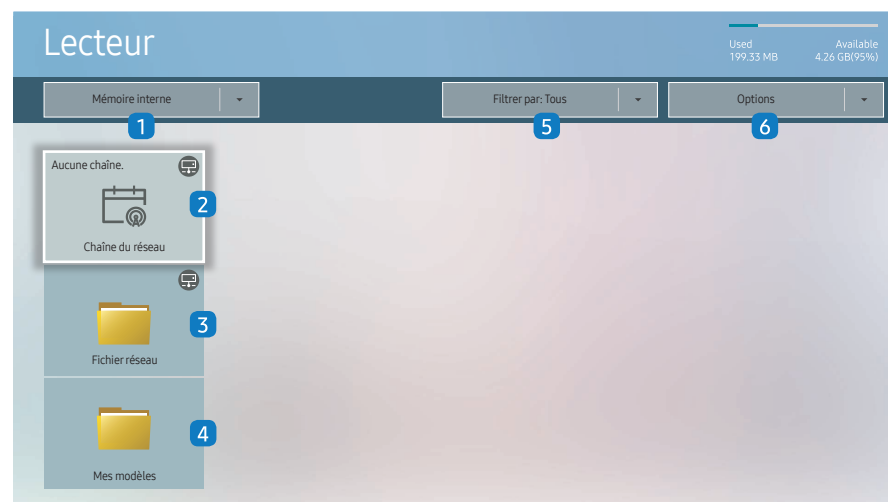 Lecteur
Used Available
199.33 MB 4.26 GB(95%)
Mémoire interne
Filtrer par: Tous
Options
1
5
6
Aucune chaîne.
2
Chaîne du réseau
3
Fichier réseau
4
Mes modèles